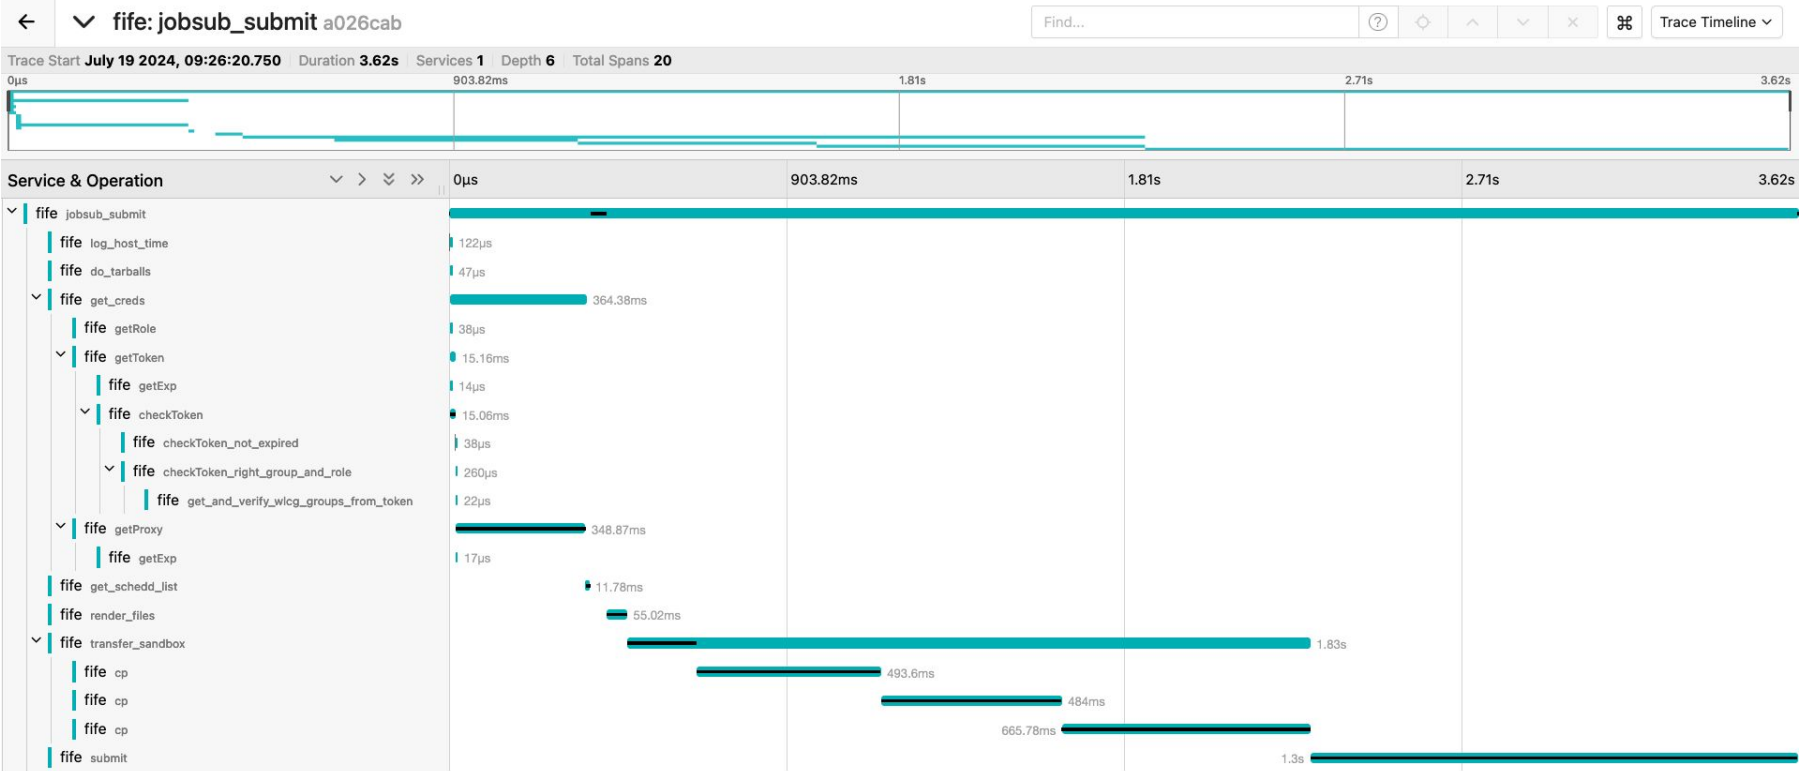 fife: jobsub_submit a026cab
Find...
?
⌘
Trace Timeline
Trace Start July 19 2024, 09:26:20.750 Duration 3.62s Services 1 Depth 6 Total Spans 20
0μs 903.82ms 1.81s 2.71s 3.62s
Service & Operation 0μs 903.82ms 1.81s 2.71s 3.62s
fife jobsub_submit
fife log_host_time 122μs
fife do_tarballs 47μs
fife get_creds 364.38ms
fife getRole 38μs
fife getToken 15.16ms
fife getExp 14μs
fife checkToken 15.06ms
fife checkToken_not_expired 38μs
fife checkToken_right_group_and_role 260μs
fife get_and_verify_wlcg_groups_from_token 22μs
fife getProxy 348.87ms
fife getExp 17μs
fife get_schedd_list 11.78ms
fife render_files 55.02ms
fife transfer_sandbox 1.83s
fife cp 493.6ms
fife cp 484ms
fife cp 665.78ms
fife submit 1.3s